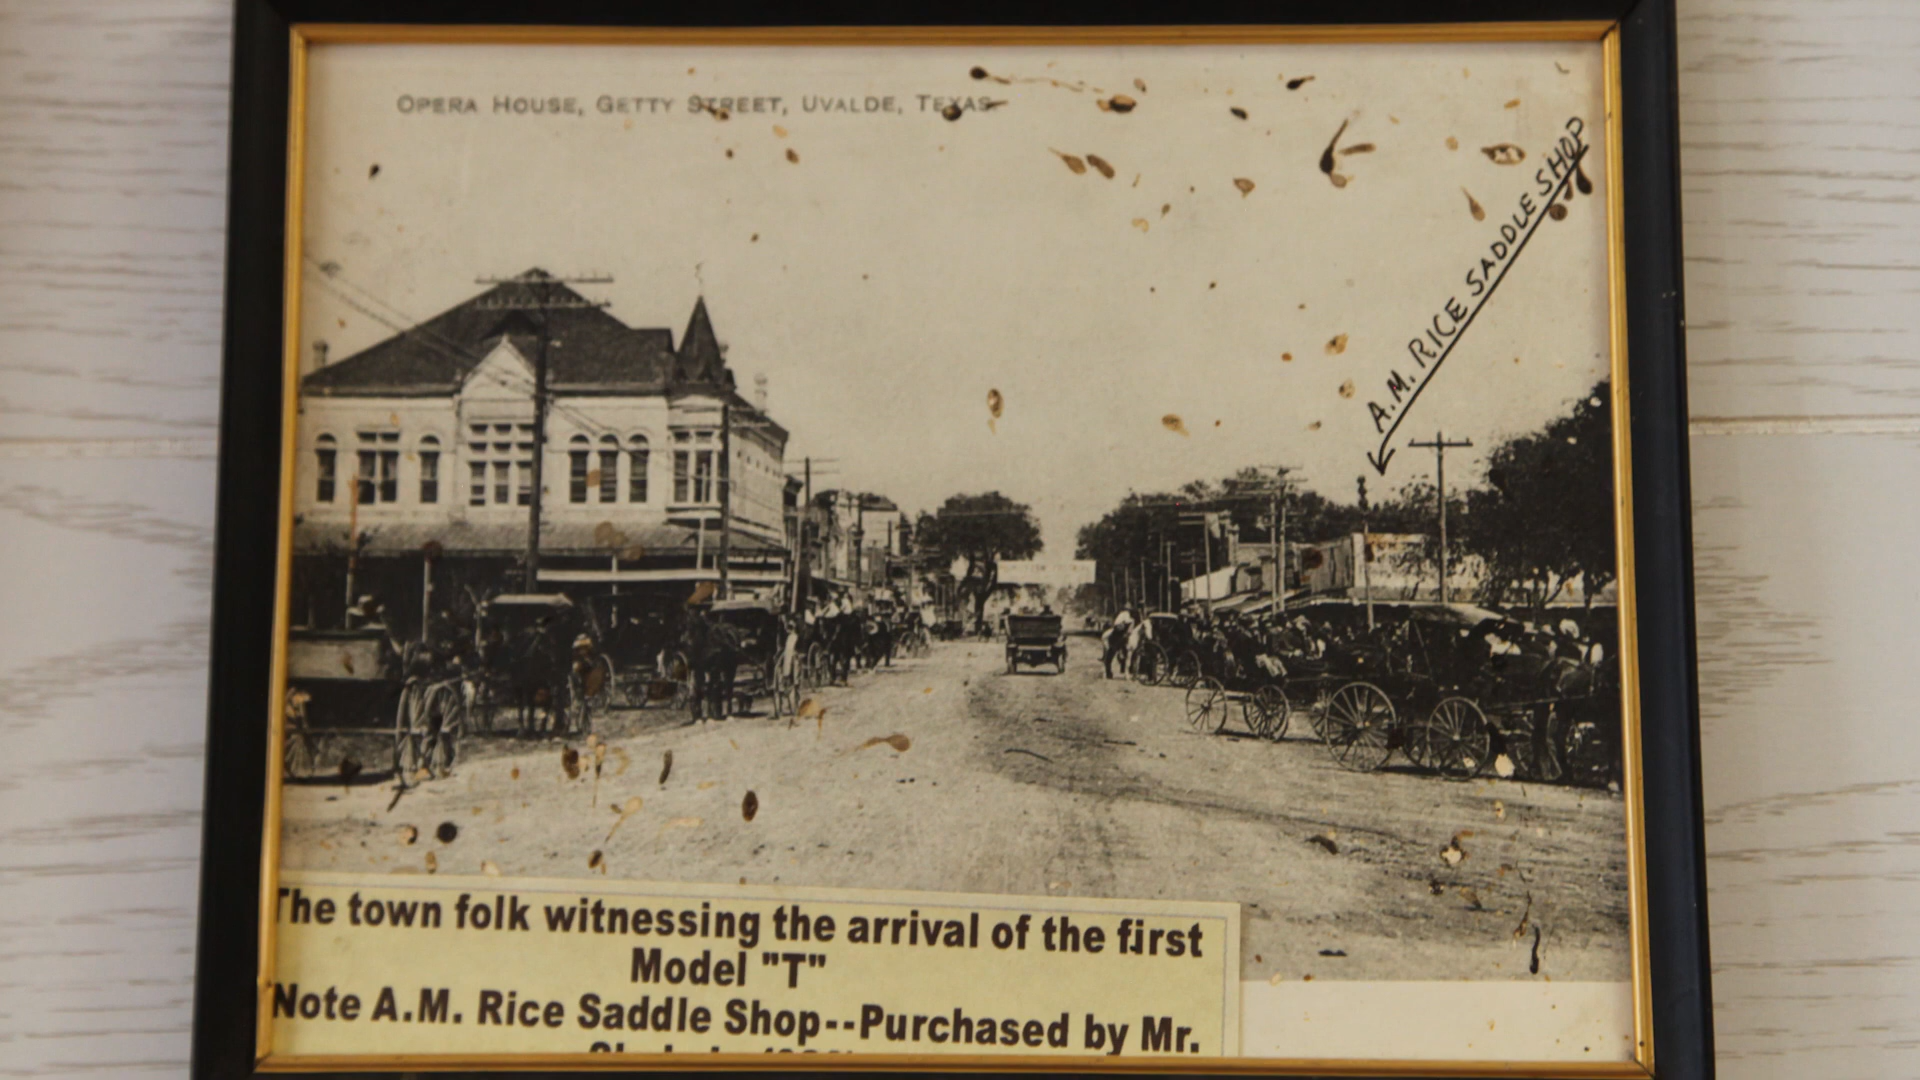 OPERA HOUSE, GETTY STREET, UVALDE, TEXAS
A.M. RICE SADDLE SHOP
The town folk witnessing the arrival of the first
Model "T"
Note A.M. Rice Saddle Shop--Purchased by Mr.